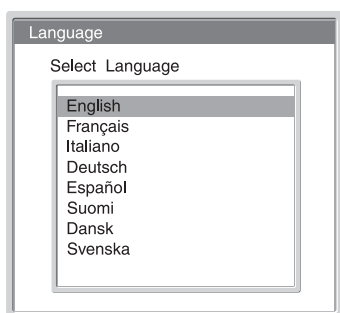 Language
Select Language
English
Français
Italiano
Deutsch
Español
Suomi
Dansk
Svenska